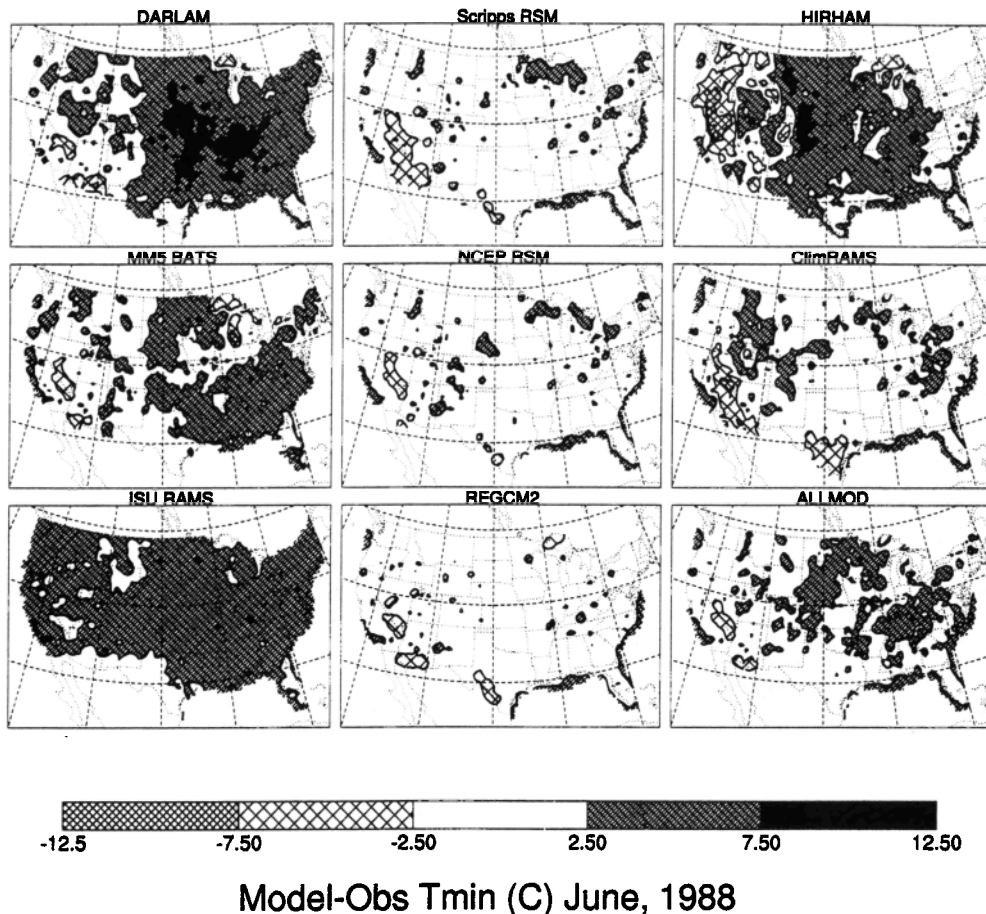 DARLAM
Scripps RSM
HIRHAM
MM5 BATS
NCEP RSM
ClimRAMS
ISU RAMS
REGCM2
ALLMOD
-12.5 -7.50 -2.50 2.50 7.50 12.50
Model-Obs Tmin (C) June, 1988